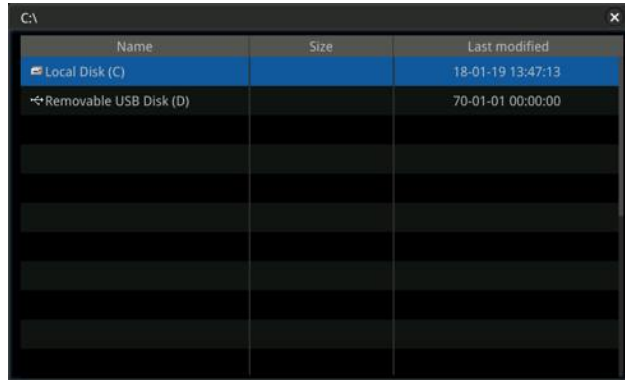 C:\
Name Size Last modified
Local Disk (C) 18-01-19 13:47:13
Removable USB Disk (D) 70-01-01 00:00:00